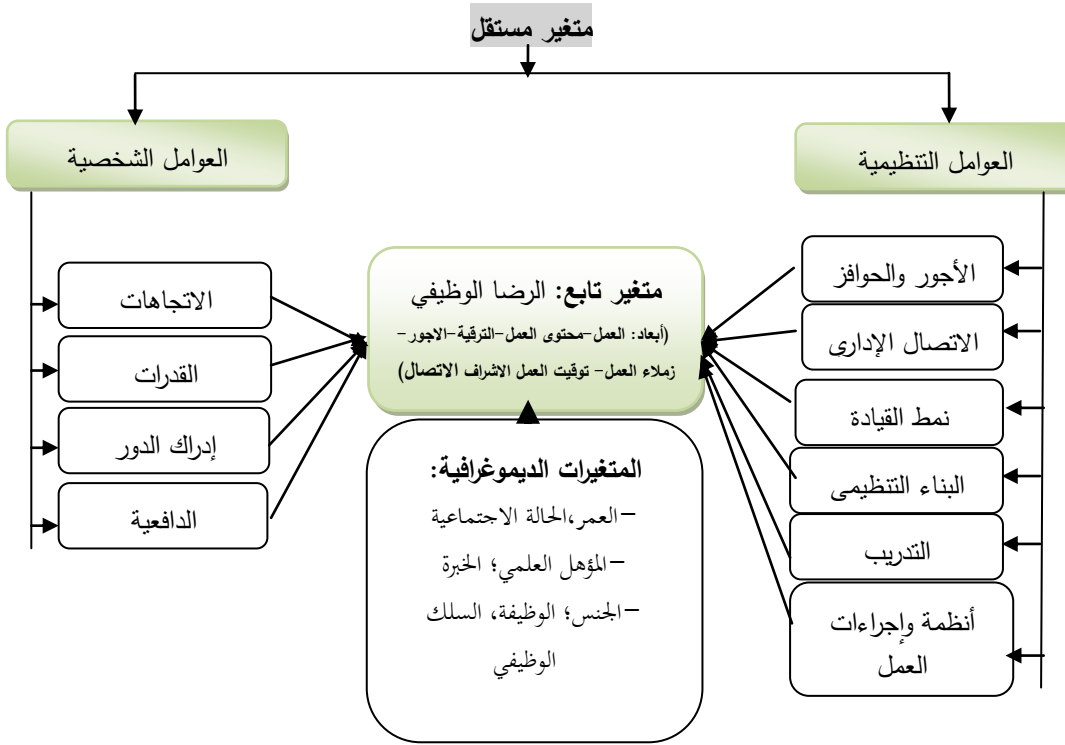 متغير مستقل
العوامل التنظيمية
الأجور والحوافز
الاتصال الإدارى
نمط القيادة
البناء التنظيمى
التدريب
أنظمة وإجراءات
العمل
العوامل الشخصية
الاتجاهات
القدرات
إدراك الدور
الدافعية
متغير تابع: الرضا الوظيفي
(أبعاد: العمل-محتوى العمل-الترقية-الاجور-
زملاء العمل- توقيت العمل الاشراف الاتصال)
المتغيرات الديموغرافية:
-العمر،الحالة الاجتماعية
-المؤهل العلمي؛ الخبرة
-الجنس؛ الوظيفة، السلك
الوظيفي